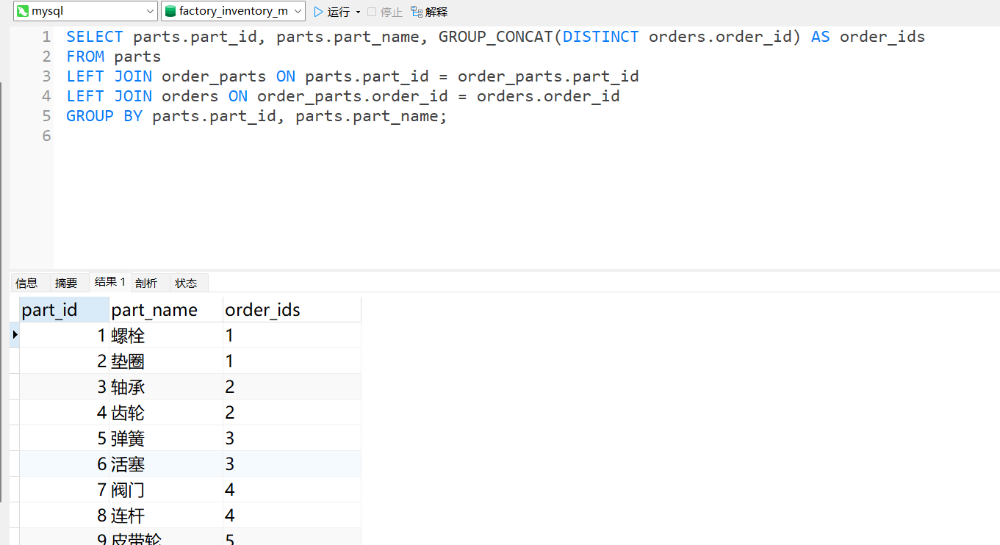 mysql factory_inventory_m 运行 停止 解释
1 SELECT parts.part_id, parts.part_name, GROUP_CONCAT(DISTINCT orders.order_id) AS order_ids
2 FROM parts
3 LEFT JOIN order_parts ON parts.part_id = order_parts.part_id
4 LEFT JOIN orders ON order_parts.order_id = orders.order_id
5 GROUP BY parts.part_id, parts.part_name;
6
信息 摘要 结果 1 剖析 状态
part_id part_name order_ids
1 螺栓 1
2 垫圈 1
3 轴承 2
4 齿轮 2
5 弹簧 3
6 活塞 3
7 阀门 4
8 连杆 4
9 皮带轮 5